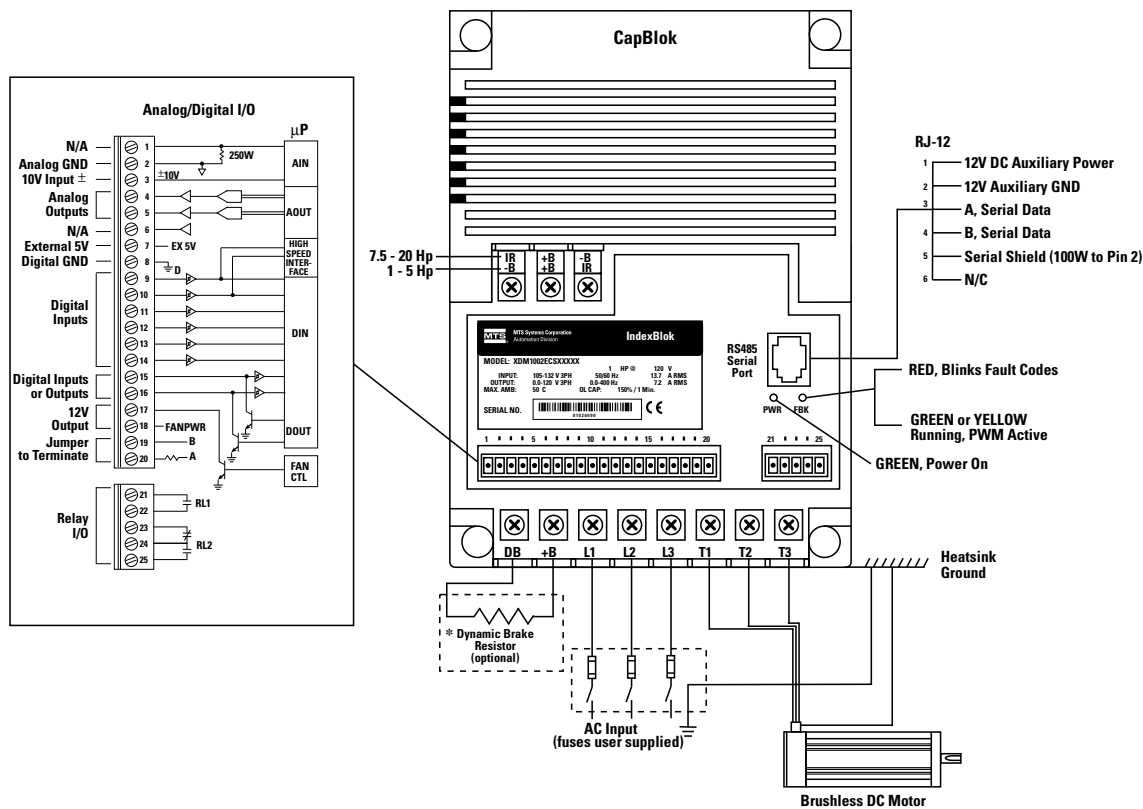 CapBlok
Analog/Digital I/O
µP
N/A
Analog GND
10V Input ±
Analog
Outputs
N/A
External 5V
Digital GND
Digital
Inputs
Digital Inputs
or Outputs
12V
Output
Jumper
to Terminate
Relay
I/O
1
2
3
4
5
6
7
8
9
10
11
12
13
14
15
16
17
18
19
20
21
22
23
24
25
250W
±10V
EX 5V
D
FANPWR
B
A
RL1
RL2
AIN
AOUT
HIGH
SPEED
INTER-
FACE
DIN
DOUT
FAN
CTL
7.5 - 20 Hp
1 - 5 Hp
IR +B -B
-B +B IR
MTS
MTS Systems Corporation
Automation Division
IndexBlok
MODEL: XDM1002ECSXXXXX
1 HP @ 120 V
INPUT: 105-132 V 3PH 50/60 Hz 13.7 A RMS
OUTPUT: 0.0-120 V 3PH 0.0-400 Hz 7.2 A RMS
MAX. AMB: 50 C OL CAP: 150% / 1 Min.
SERIAL NO.
01026090
CE
RS485
Serial
Port
PWR FBK
1 5 10 15 20
21 25
DB +B L1 L2 L3 T1 T2 T3
RJ-12
1 12V DC Auxiliary Power
2 12V Auxiliary GND
3 A, Serial Data
4 B, Serial Data
5 Serial Shield (100W to Pin 2)
6 N/C
RED, Blinks Fault Codes
GREEN or YELLOW
Running, PWM Active
GREEN, Power On
Heatsink
Ground
* Dynamic Brake
Resistor
(optional)
AC Input
(fuses user supplied)
Brushless DC Motor